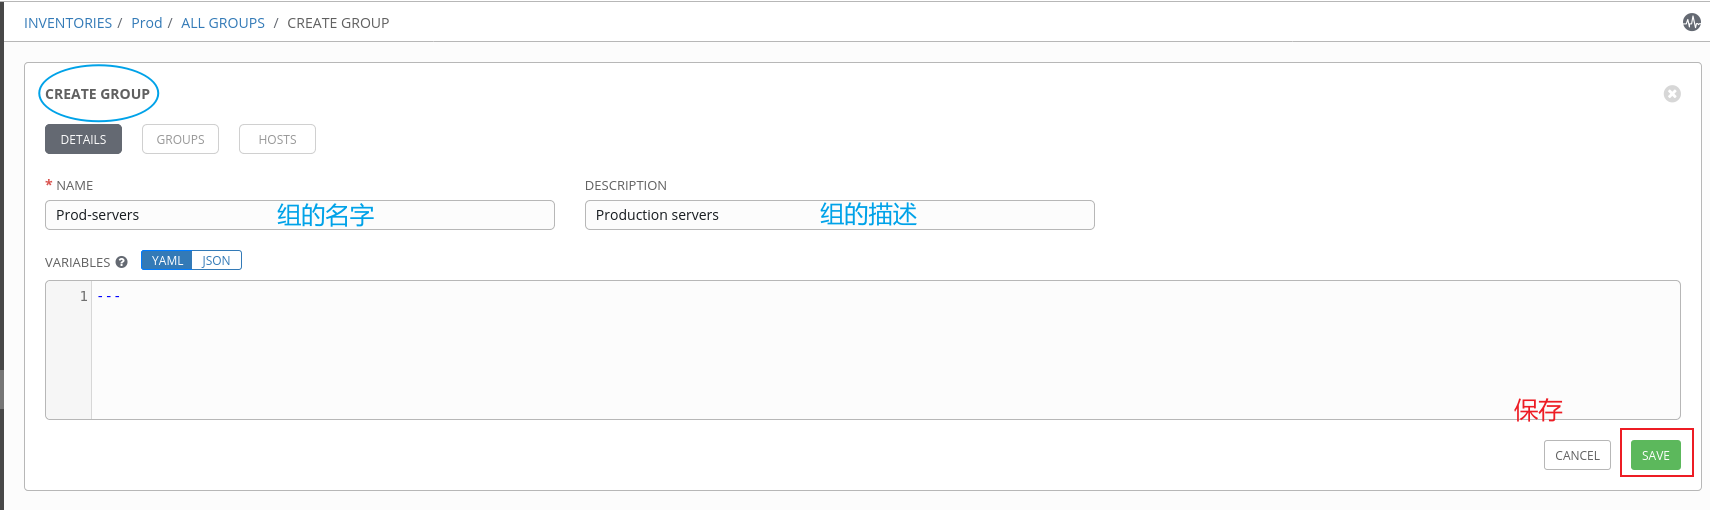 INVENTORIES / Prod / ALL GROUPS / CREATE GROUP
CREATE GROUP
DETAILS GROUPS HOSTS
* NAME DESCRIPTION
Prod-servers 组的名字 Production servers 组的描述
VARIABLES ? YAML JSON
1 ---
保存
CANCEL SAVE